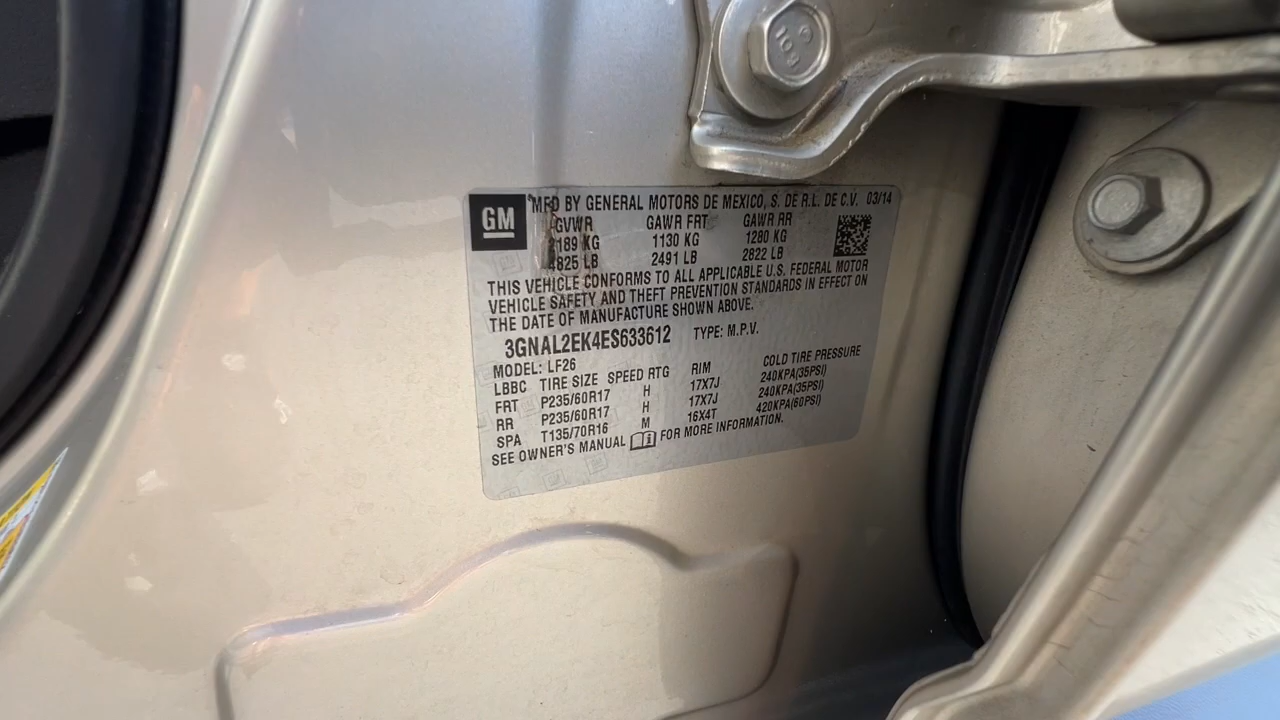 FOI
GM
MFD BY GENERAL MOTORS DE MEXICO, S. DE R.L. DE C.V. 03/14
GVWR GAWR FRT GAWR RR
2189 KG 1130 KG 1280 KG
4825 LB 2491 LB 2822 LB
THIS VEHICLE CONFORMS TO ALL APPLICABLE U.S. FEDERAL MOTOR
VEHICLE SAFETY AND THEFT PREVENTION STANDARDS IN EFFECT ON
THE DATE OF MANUFACTURE SHOWN ABOVE.
3GNAL2EK4ES633612 TYPE: M.P.V.
MODEL: LF26
LBBC TIRE SIZE SPEED RTG RIM COLD TIRE PRESSURE
FRT P235/60R17 H 17X7J 240KPA(35PSI)
RR P235/60R17 H 17X7J 240KPA(35PSI)
SPA T135/70R16 M 16X4T 420KPA(60PSI)
SEE OWNER'S MANUAL FOR MORE INFORMATION.